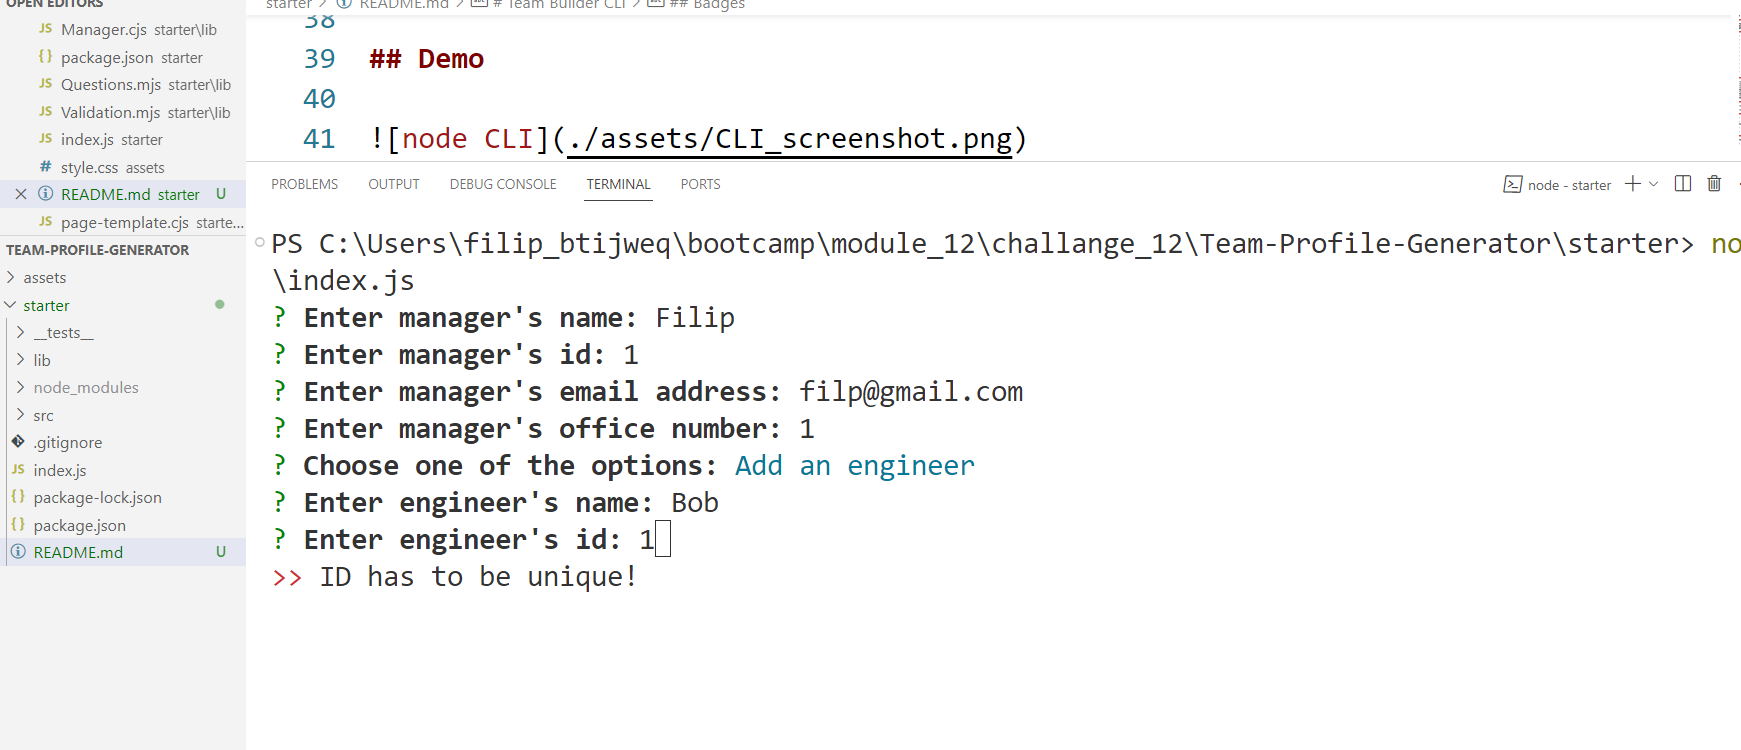 OPEN EDITORS
JS Manager.cjs starter\lib
{} package.json starter
JS Questions.mjs starter\lib
JS Validation.mjs starter\lib
JS index.js starter
# style.css assets
README.md starter U
JS page-template.cjs starte...
TEAM-PROFILE-GENERATOR
assets
starter
__tests__
lib
node_modules
src
.gitignore
JS index.js
{} package-lock.json
{} package.json
README.md U
starter > README.md > # Team Builder CLI > ## Badges
38
39 ## Demo
40
41 ![node CLI](./assets/CLI_screenshot.png)
PROBLEMS OUTPUT DEBUG CONSOLE TERMINAL PORTS node - starter
PS C:\Users\filip_btijweq\bootcamp\module_12\challange_12\Team-Profile-Generator\starter> no
\index.js
? Enter manager's name: Filip
? Enter manager's id: 1
? Enter manager's email address: filp@gmail.com
? Enter manager's office number: 1
? Choose one of the options: Add an engineer
? Enter engineer's name: Bob
? Enter engineer's id: 1
>> ID has to be unique!